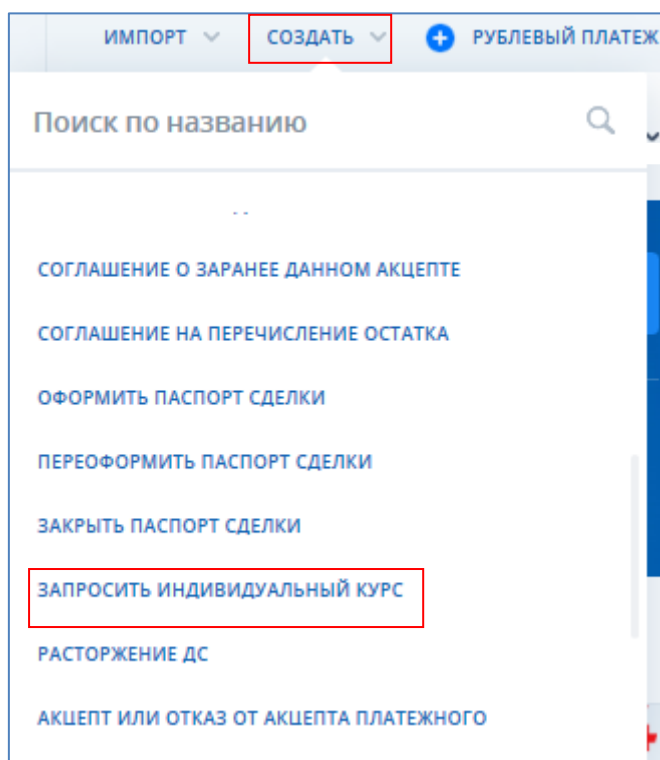 ИМПОРТ СОЗДАТЬ РУБЛЕВЫЙ ПЛАТЕЖ
Поиск по названию
СОГЛАШЕНИЕ О ЗАРАНЕЕ ДАННОМ АКЦЕПТЕ
СОГЛАШЕНИЕ НА ПЕРЕЧИСЛЕНИЕ ОСТАТКА
ОФОРМИТЬ ПАСПОРТ СДЕЛКИ
ПЕРЕОФОРМИТЬ ПАСПОРТ СДЕЛКИ
ЗАКРЫТЬ ПАСПОРТ СДЕЛКИ
ЗАПРОСИТЬ ИНДИВИДУАЛЬНЫЙ КУРС
РАСТОРЖЕНИЕ ДС
АКЦЕПТ ИЛИ ОТКАЗ ОТ АКЦЕПТА ПЛАТЕЖНОГО